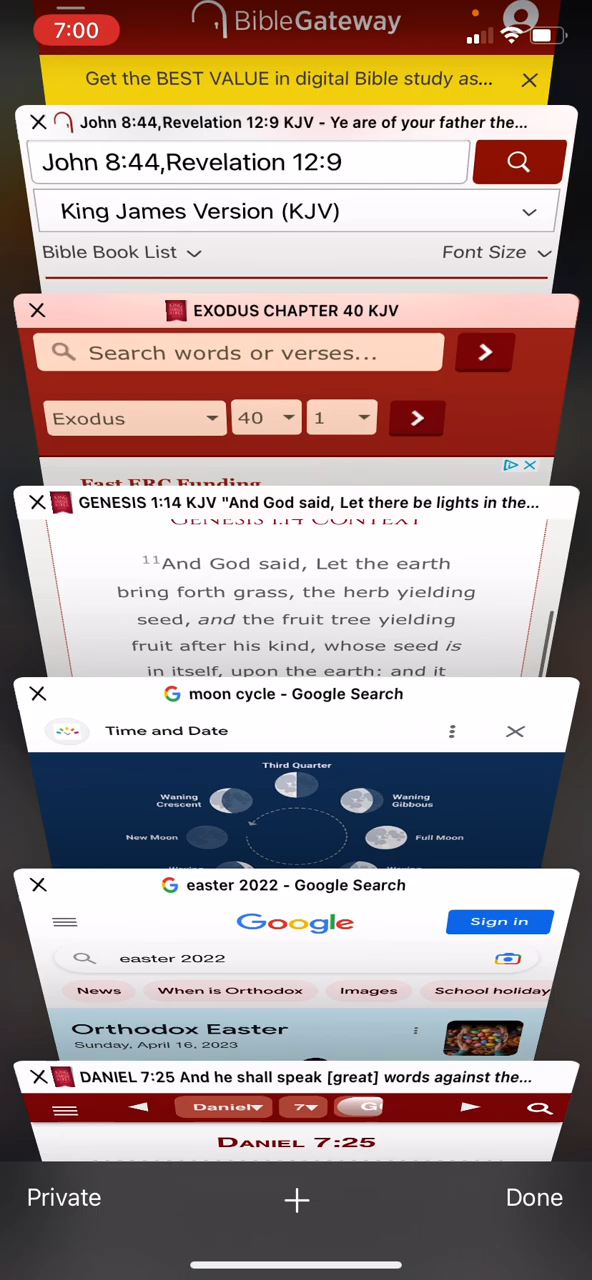 7:00
BibleGateway
Get the BEST VALUE in digital Bible study as...
John 8:44,Revelation 12:9 KJV - Ye are of your father the...
John 8:44,Revelation 12:9
King James Version (KJV)
Bible Book List
Font Size
EXODUS CHAPTER 40 KJV
Search words or verses...
Exodus
40
1
Fast ERC Funding
GENESIS 1:14 KJV "And God said, Let there be lights in the...
GENESIS 1:14 CONTEXT
11And God said, Let the earth
bring forth grass, the herb yielding
seed, and the fruit tree yielding
fruit after his kind, whose seed is
in itself, upon the earth: and it
moon cycle - Google Search
Time and Date
Third Quarter
Waning
Crescent
Waning
Gibbous
New Moon
Full Moon
easter 2022 - Google Search
Google
Sign in
easter 2022
News
When is Orthodox
Images
School holiday
Orthodox Easter
Sunday, April 16, 2023
DANIEL 7:25 And he shall speak [great] words against the...
Daniel
7
DANIEL 7:25
Private
Done